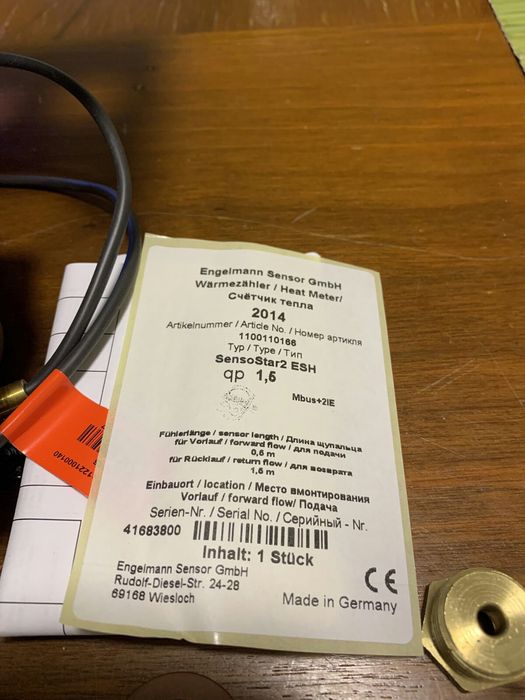 Engelmann Sensor GmbH
Wärmezähler / Heat Meter/
Счётчик тепла
2014
Artikelnummer / Article No. / Номер артикля
1100110166
Typ / Type / Тип
SensoStar2 ESH
qp 1,5
Mbus+2IE
Fühlerlänge / sensor length / Длина щупальца
für Vorlauf / forward flow / для подачи
0,6 m
für Rücklauf / return flow / для возврата
1,5 m
Einbauort / location / Место вмонтирования
Vorlauf / forward flow/ Подача
Serien-Nr. / Serial No. / Серийный - Nr.
41683800
Inhalt: 1 Stück
Engelmann Sensor GmbH
Rudolf-Diesel-Str. 24-28
69168 Wiesloch
CE
Made in Germany